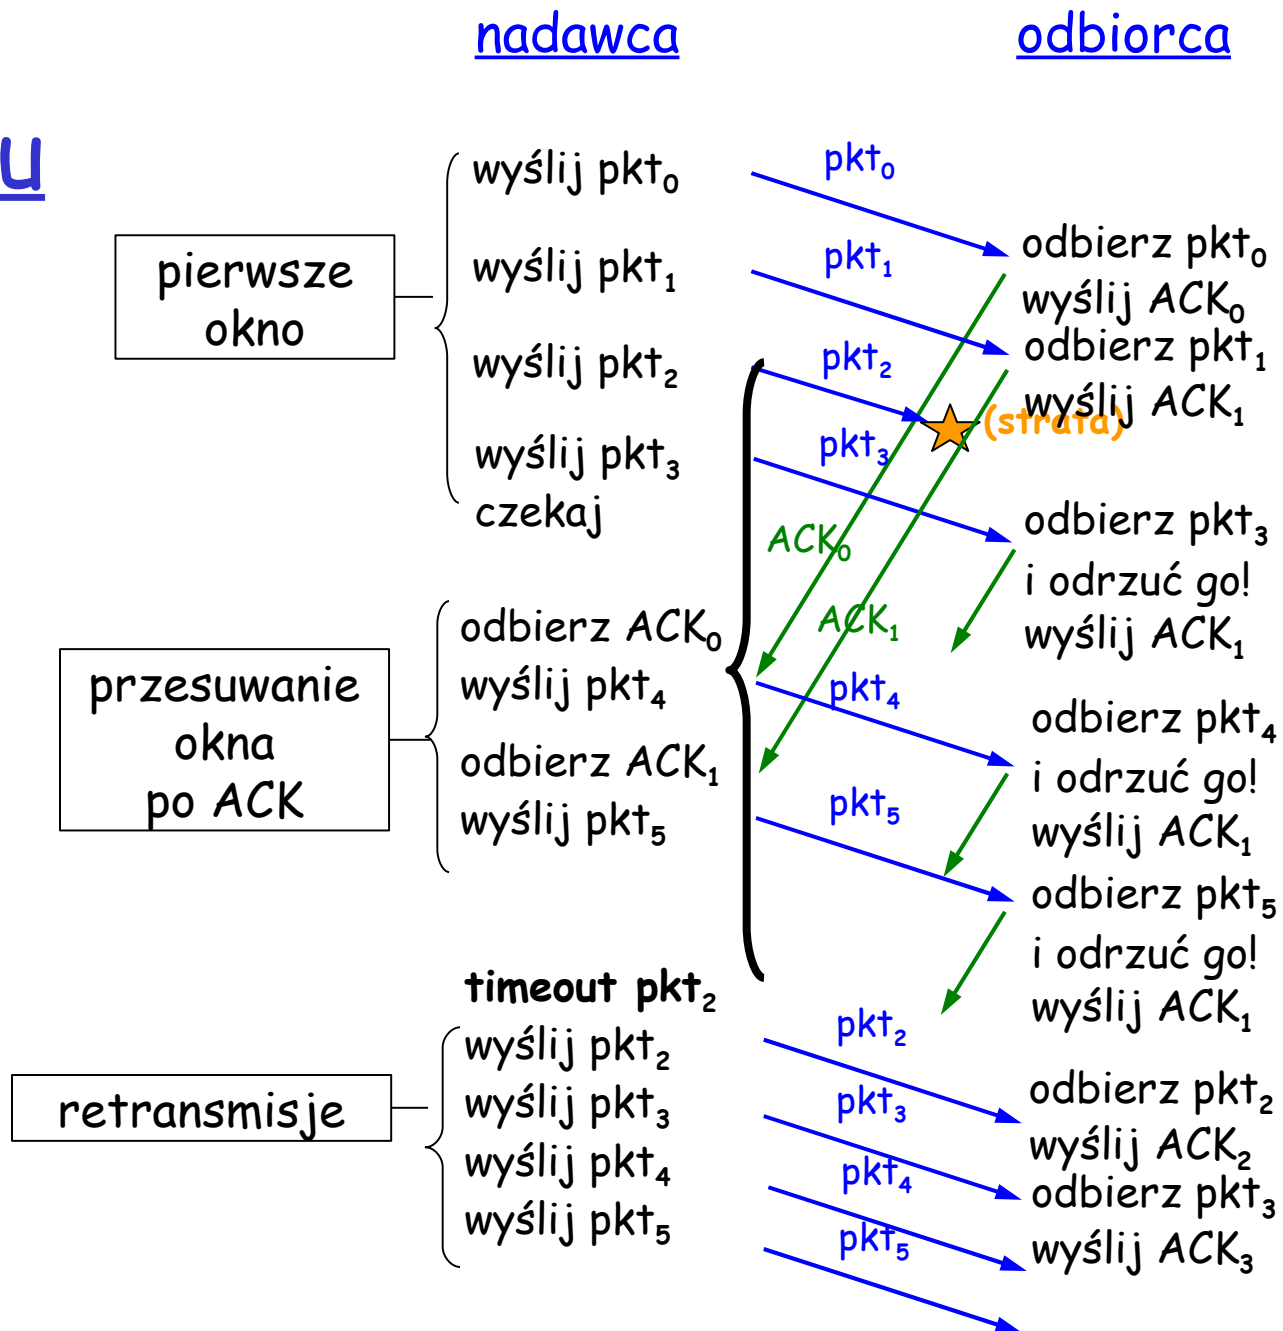 nadawca
odbiorca
u
pierwsze
okno
wyślij pkt₀
wyślij pkt₁
wyślij pkt₂
wyślij pkt₃
czekaj
przesuwanie
okna
po ACK
odbierz ACK₀
wyślij pkt₄
odbierz ACK₁
wyślij pkt₅
timeout pkt₂
retransmisje
wyślij pkt₂
wyślij pkt₃
wyślij pkt₄
wyślij pkt₅
pkt₀
pkt₁
pkt₂
(strata)
pkt₃
ACK₀
ACK₁
pkt₄
pkt₅
pkt₂
pkt₃
pkt₄
pkt₅
odbierz pkt₀
wyślij ACK₀
odbierz pkt₁
wyślij ACK₁
odbierz pkt₃
i odrzuć go!
wyślij ACK₁
odbierz pkt₄
i odrzuć go!
wyślij ACK₁
odbierz pkt₅
i odrzuć go!
wyślij ACK₁
odbierz pkt₂
wyślij ACK₂
odbierz pkt₃
wyślij ACK₃